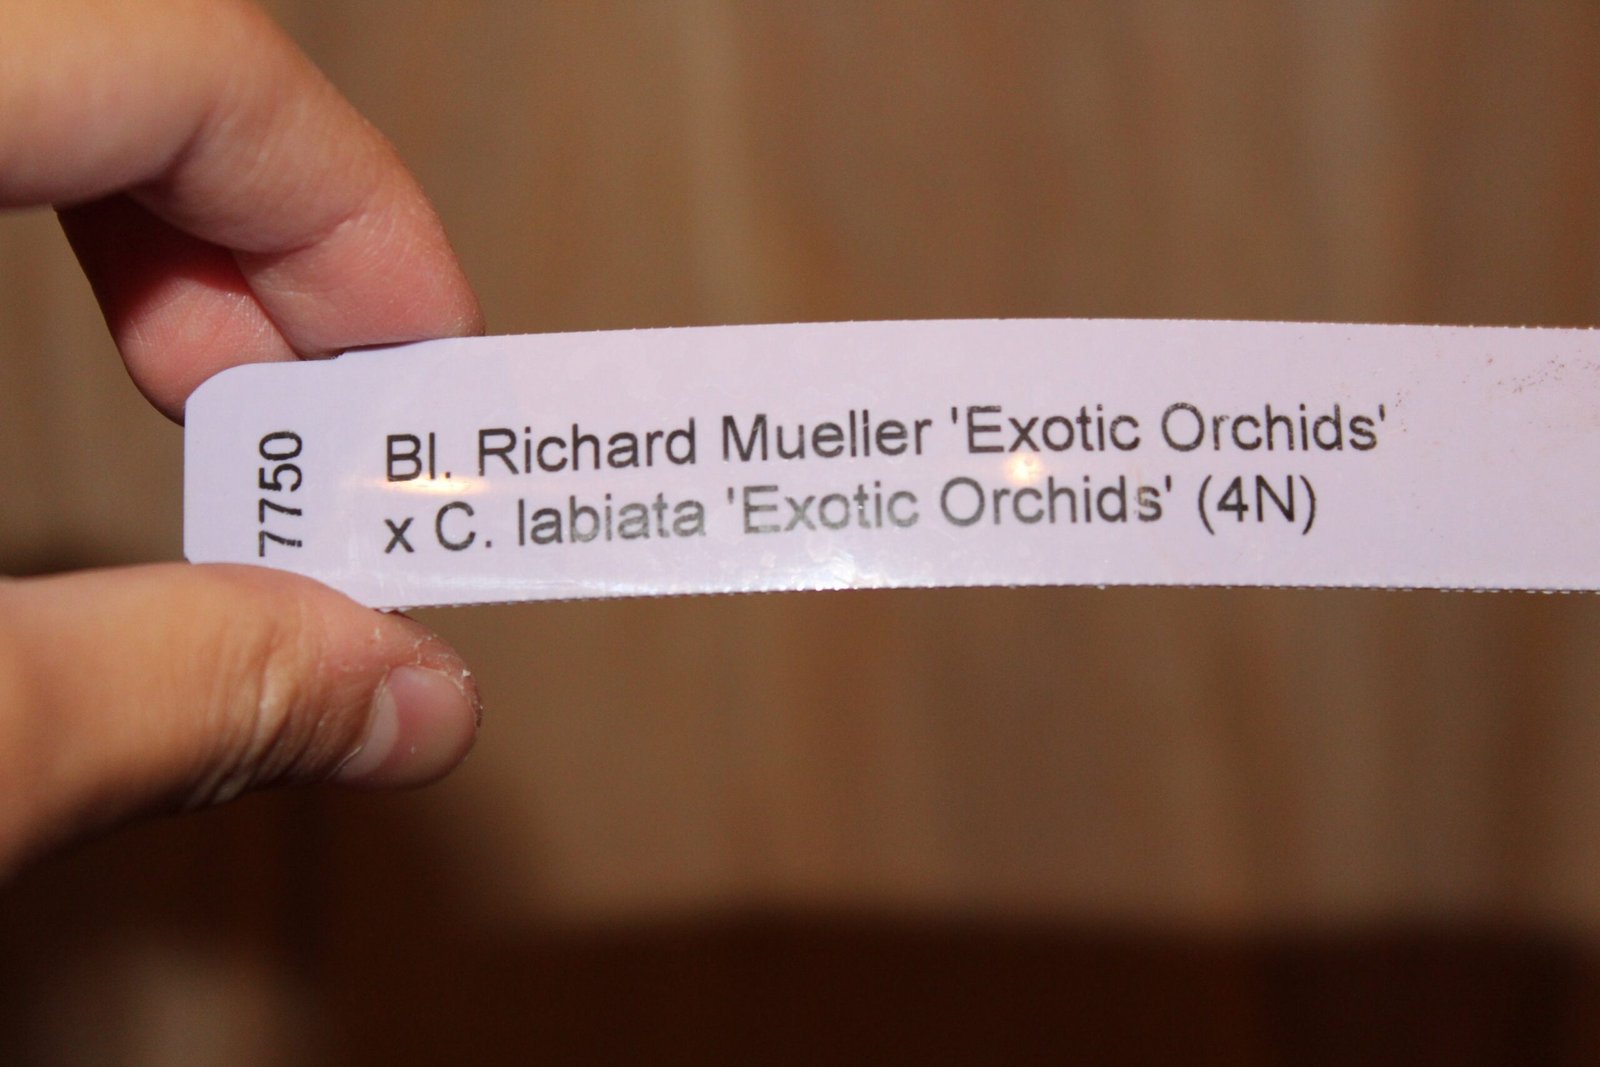 7750
Bl. Richard Mueller 'Exotic Orchids'
x C. labiata 'Exotic Orchids' (4N)